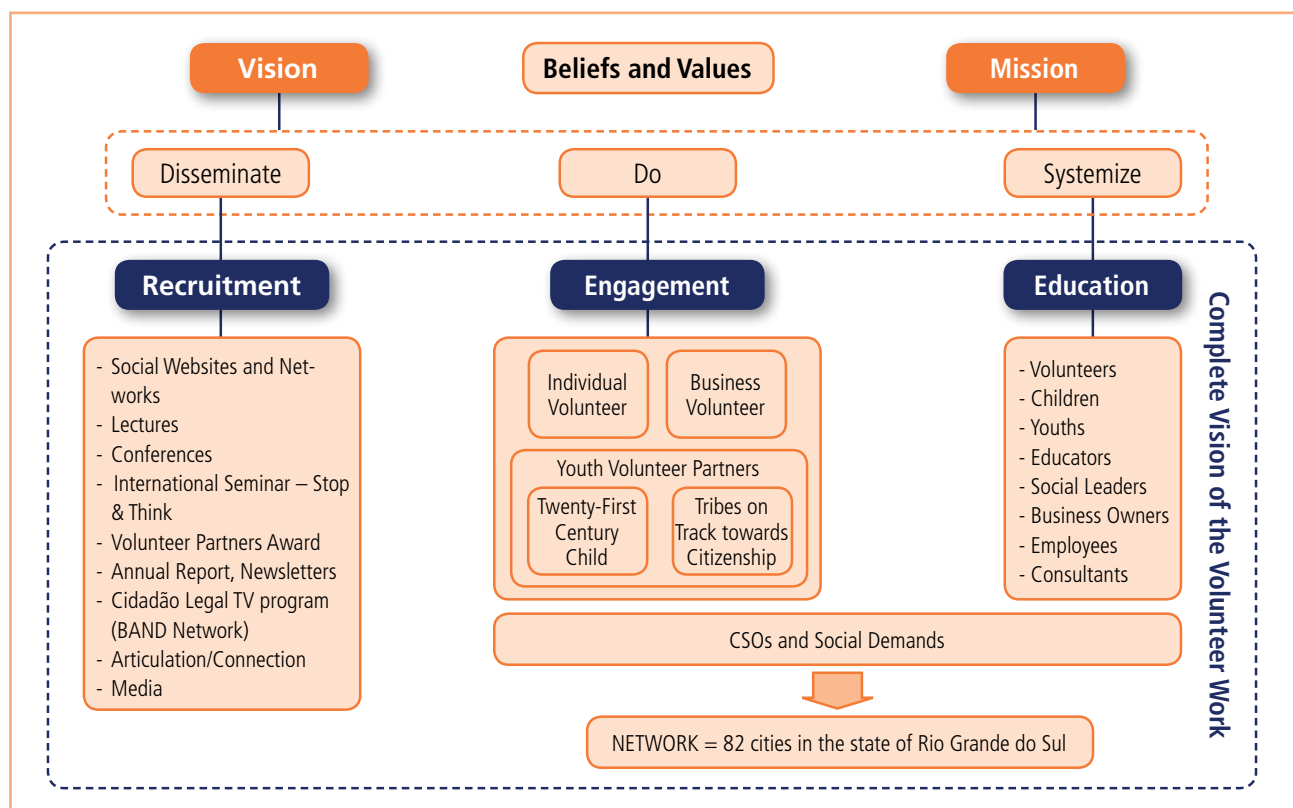 Vision
Beliefs and Values
Mission
Disseminate
Do
Systemize
Recruitment
Engagement
Education
- Social Websites and Net-
works
- Lectures
- Conferences
- International Seminar – Stop
& Think
- Volunteer Partners Award
- Annual Report, Newsletters
- Cidadão Legal TV program
(BAND Network)
- Articulation/Connection
- Media
Individual
Volunteer
Business
Volunteer
Youth Volunteer Partners
Twenty-First
Century
Child
Tribes on
Track towards
Citizenship
- Volunteers
- Children
- Youths
- Educators
- Social Leaders
- Business Owners
- Employees
- Consultants
CSOs and Social Demands
NETWORK = 82 cities in the state of Rio Grande do Sul
Complete Vision of the Volunteer Work